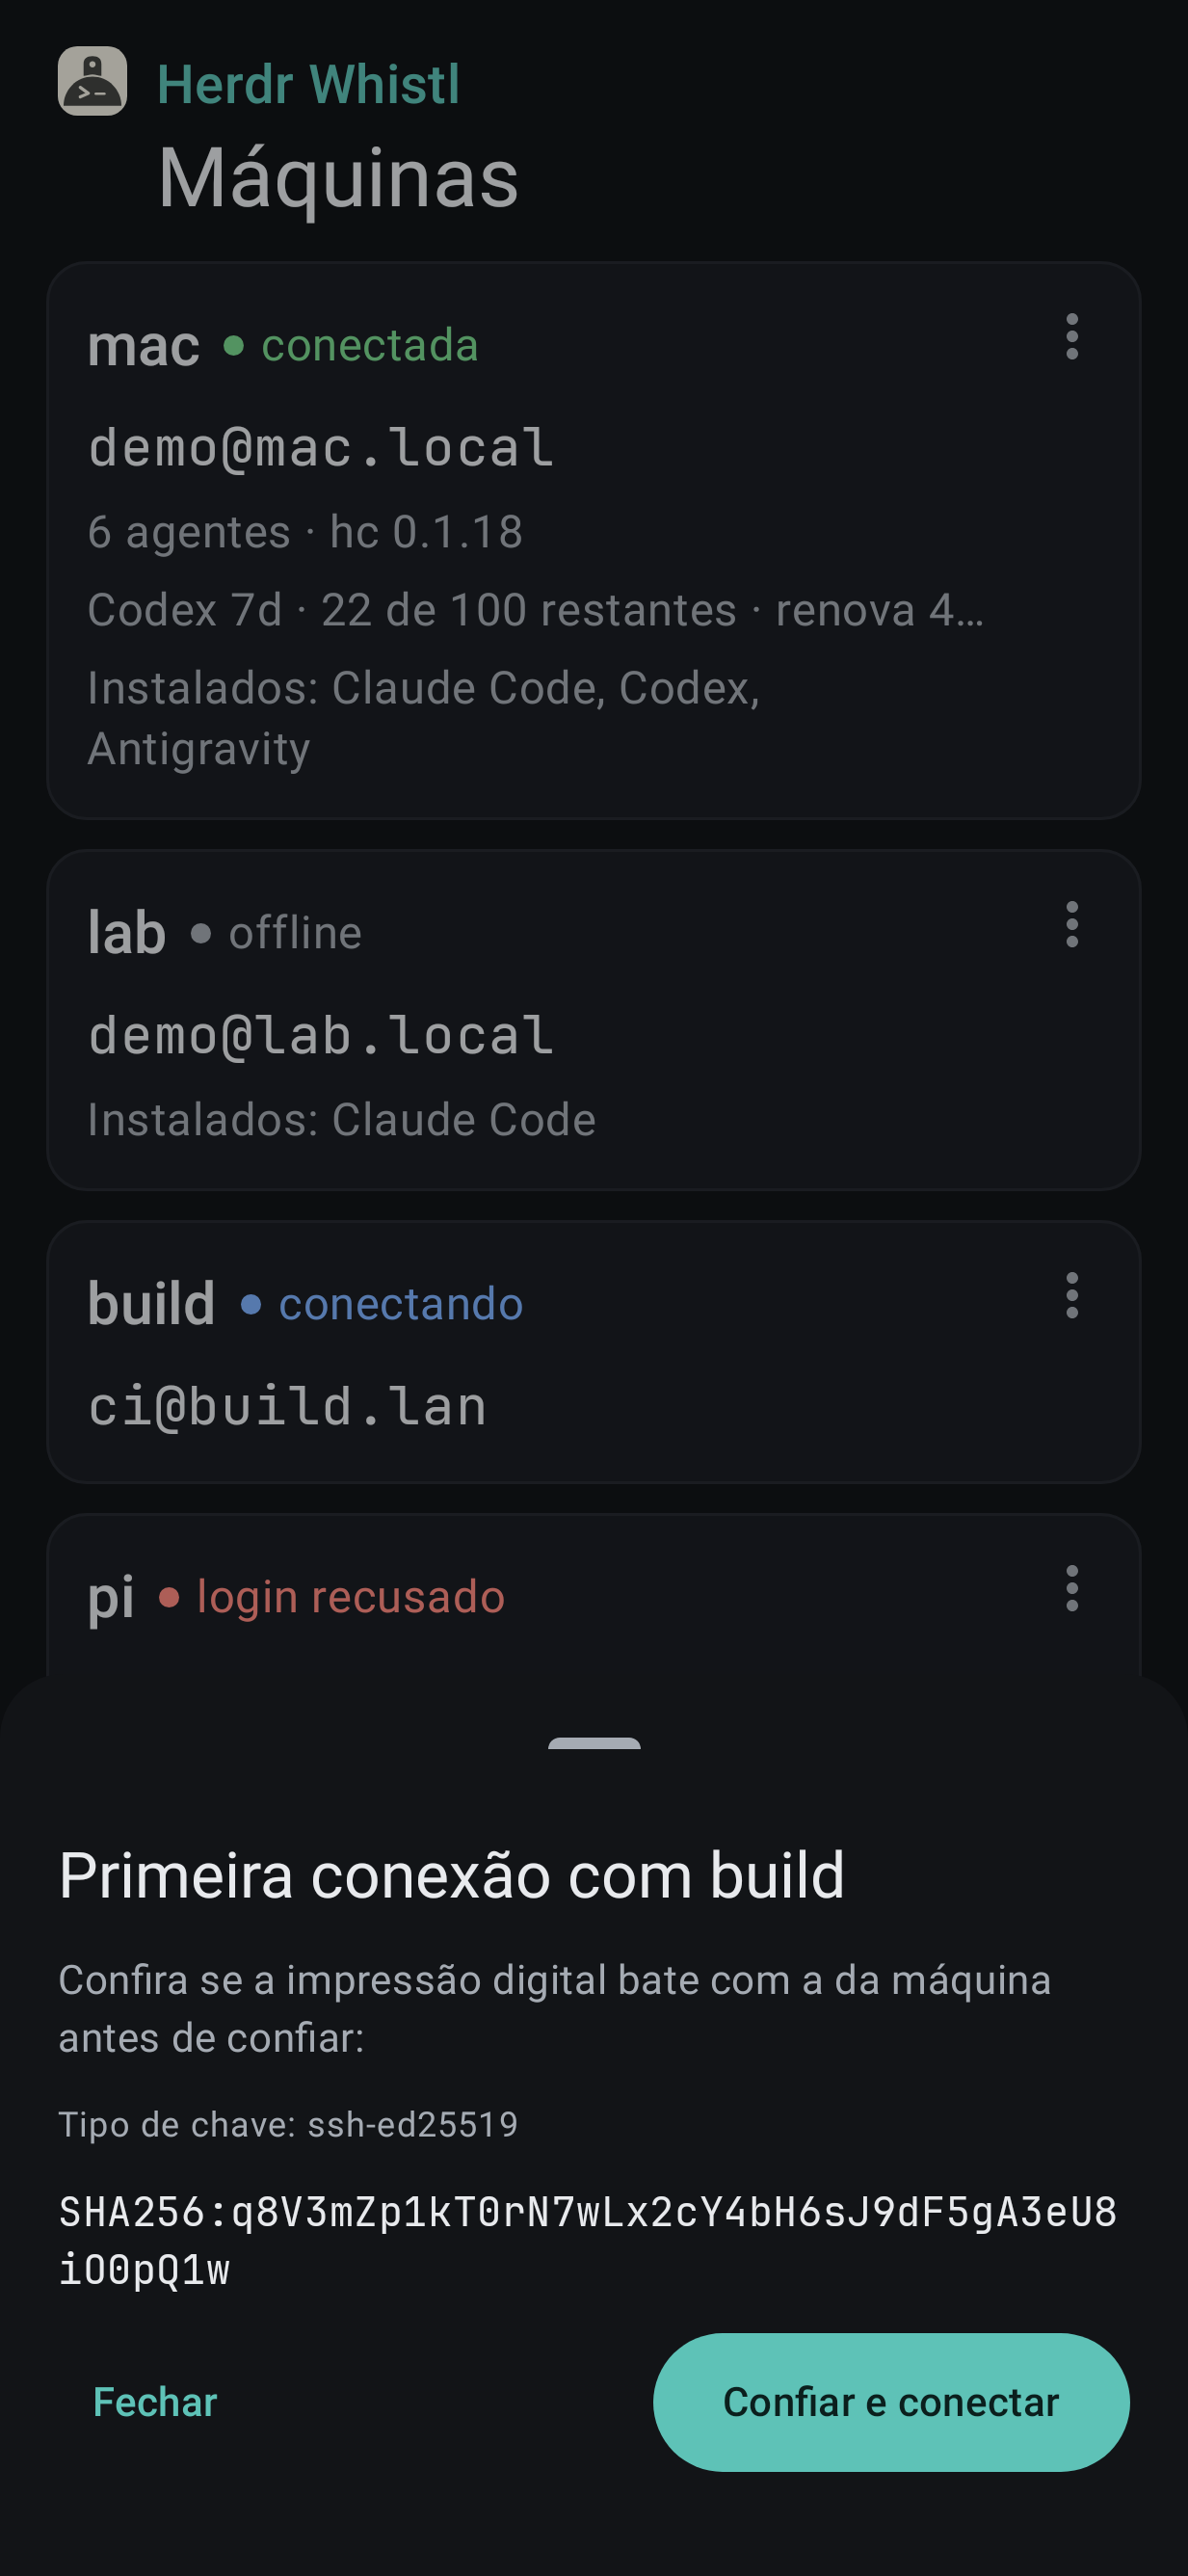 Herdr Whistl
Máquinas
mac conectada
demo@mac.local
6 agentes · hc 0.1.18
Codex 7d · 22 de 100 restantes · renova 4…
Instalados: Claude Code, Codex,
Antigravity
lab offline
demo@lab.local
Instalados: Claude Code
build conectando
ci@build.lan
pi login recusado
Primeira conexão com build
Confira se a impressão digital bate com a da máquina
antes de confiar:
Tipo de chave: ssh-ed25519
SHA256:q8V3mZp1kT0rN7wLx2cY4bH6sJ9dF5gA3eU8
iO0pQ1w
Fechar
Confiar e conectar